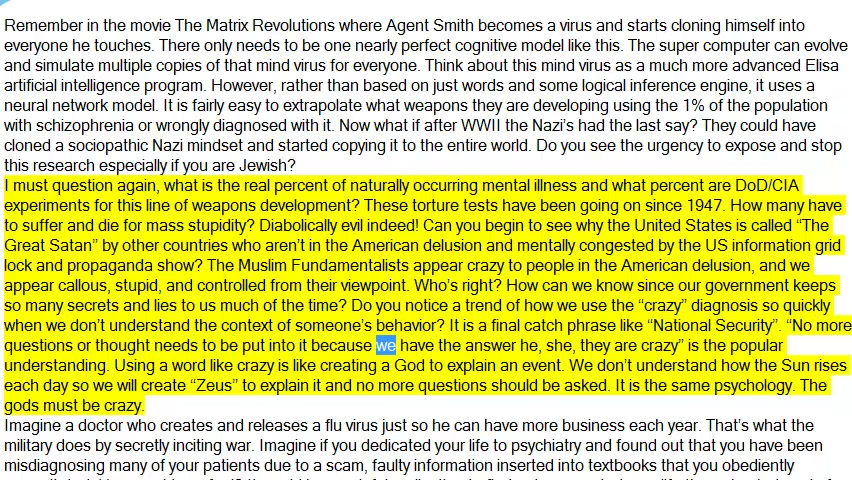 Remember in the movie The Matrix Revolutions where Agent Smith becomes a virus and starts cloning himself into
everyone he touches. There only needs to be one nearly perfect cognitive model like this. The super computer can evolve
and simulate multiple copies of that mind virus for everyone. Think about this mind virus as a much more advanced Elisa
artificial intelligence program. However, rather than based on just words and some logical inference engine, it uses a
neural network model. It is fairly easy to extrapolate what weapons they are developing using the 1% of the population
with schizophrenia or wrongly diagnosed with it. Now what if after WWII the Nazi’s had the last say? They could have
cloned a sociopathic Nazi mindset and started copying it to the entire world. Do you see the urgency to expose and stop
this research especially if you are Jewish?
I must question again, what is the real percent of naturally occurring mental illness and what percent are DoD/CIA
experiments for this line of weapons development? These torture tests have been going on since 1947. How many have
to suffer and die for mass stupidity? Diabolically evil indeed! Can you begin to see why the United States is called “The
Great Satan” by other countries who aren’t in the American delusion and mentally congested by the US information grid
lock and propaganda show? The Muslim Fundamentalists appear crazy to people in the American delusion, and we
appear callous, stupid, and controlled from their viewpoint. Who’s right? How can we know since our government keeps
so many secrets and lies to us much of the time? Do you notice a trend of how we use the “crazy” diagnosis so quickly
when we don’t understand the context of someone’s behavior? It is a final catch phrase like “National Security”. “No more
questions or thought needs to be put into it because we have the answer he, she, they are crazy” is the popular
understanding. Using a word like crazy is like creating a God to explain an event. We don’t understand how the Sun rises
each day so we will create “Zeus” to explain it and no more questions should be asked. It is the same psychology. The
gods must be crazy.
Imagine a doctor who creates and releases a flu virus just so he can have more business each year. That’s what the
military does by secretly inciting war. Imagine if you dedicated your life to psychiatry and found out that you have been
misdiagnosing many of your patients due to a scam, faulty information inserted into textbooks that you obediently